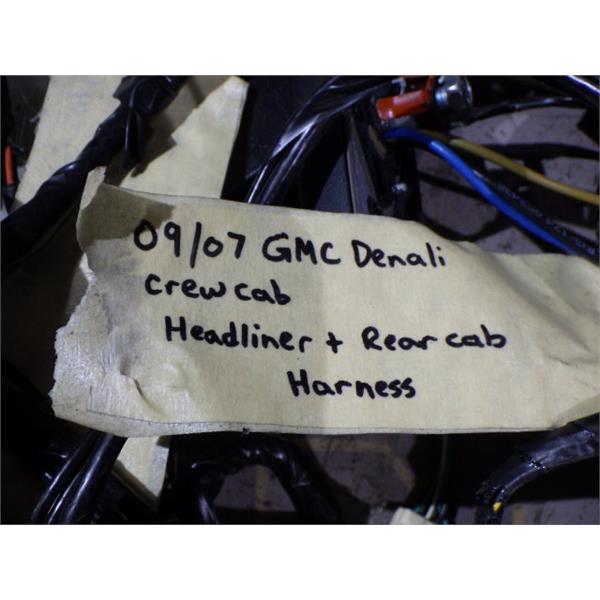 09/07 GMC Denali
crew cab
Headliner + Rear cab
Harness